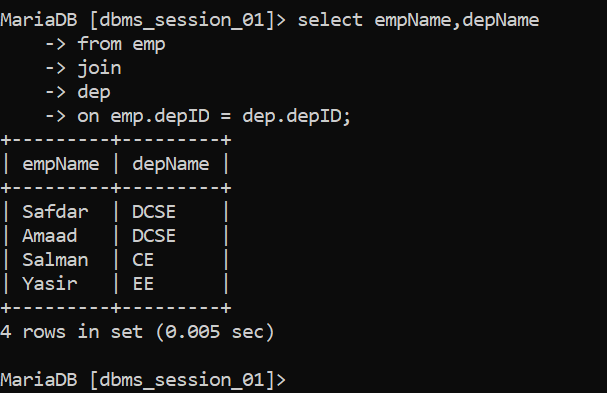 MariaDB [dbms_session_01]> select empName,depName
    -> from emp
    -> join
    -> dep
    -> on emp.depID = dep.depID;
+---------+---------+
| empName | depName |
+---------+---------+
| Safdar  | DCSE    |
| Amaad   | DCSE    |
| Salman  | CE      |
| Yasir   | EE      |
+---------+---------+
4 rows in set (0.005 sec)

MariaDB [dbms_session_01]>